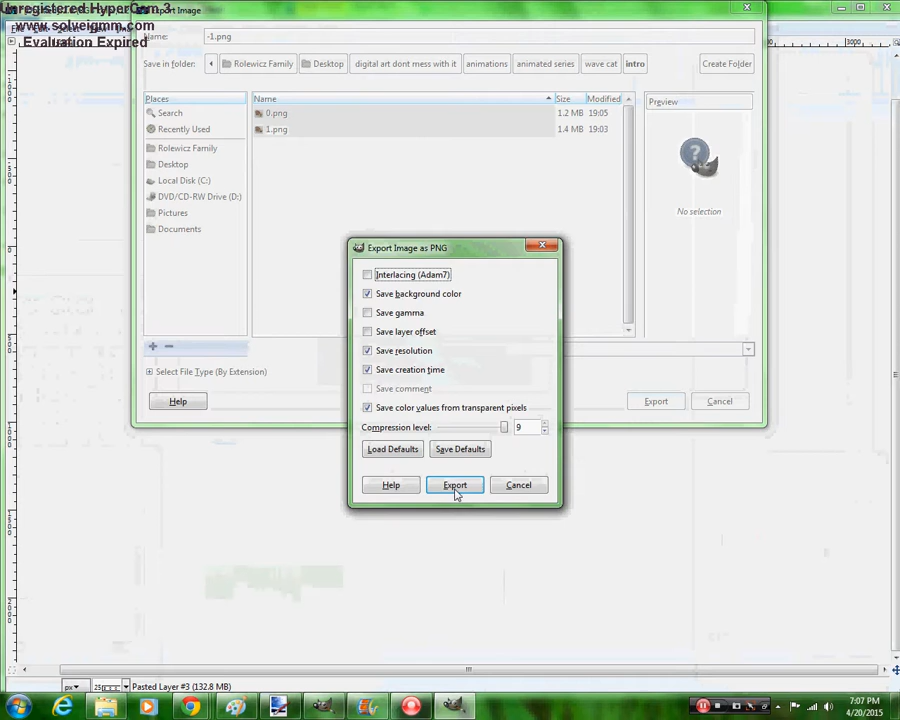 Unregistered HyperCam 3
www.solveigmm.com
Evaluation Expired
Export Image
3000
Name:
-1.png
Save in folder:
Rolewicz Family
Desktop
digital art dont mess with it
animations
animated series
wave cat
intro
Create Folder
Places
Search
Recently Used
Rolewicz Family
Desktop
Local Disk (C:)
DVD/CD-RW Drive (D:)
Pictures
Documents
Name Size Modified
0.png 1.2 MB 19:05
1.png 1.4 MB 19:03
Preview
No selection
Select File Type (By Extension)
Help
Export
Cancel
Export Image as PNG
Interlacing (Adam7)
Save background color
Save gamma
Save layer offset
Save resolution
Save creation time
Save comment
Save color values from transparent pixels
Compression level: 9
Load Defaults
Save Defaults
Help
Export
Cancel
px
Pasted Layer #3 (132.8 MB)
7:07 PM
4/20/2015